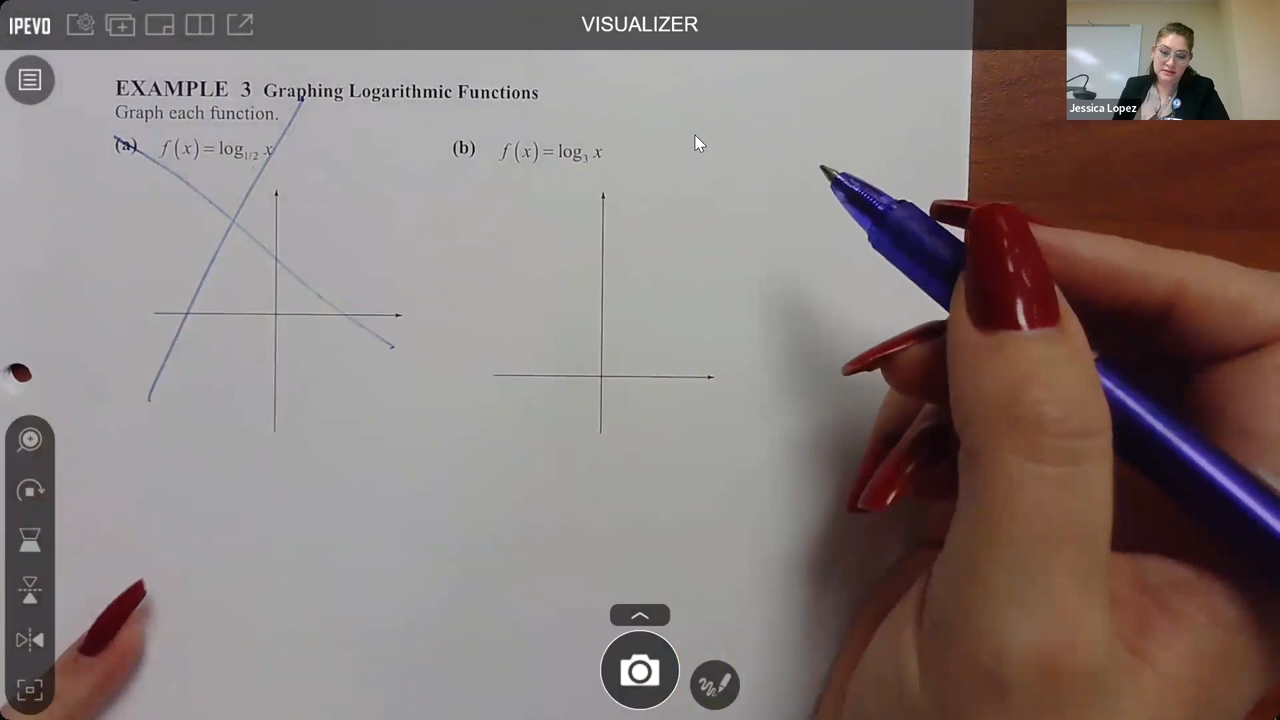 IPEVO
VISUALIZER
Jessica Lopez
EXAMPLE 3 Graphing Logarithmic Functions
Graph each function.
(a) f(x) = log₁/₂ x
(b) f(x) = log₃ x